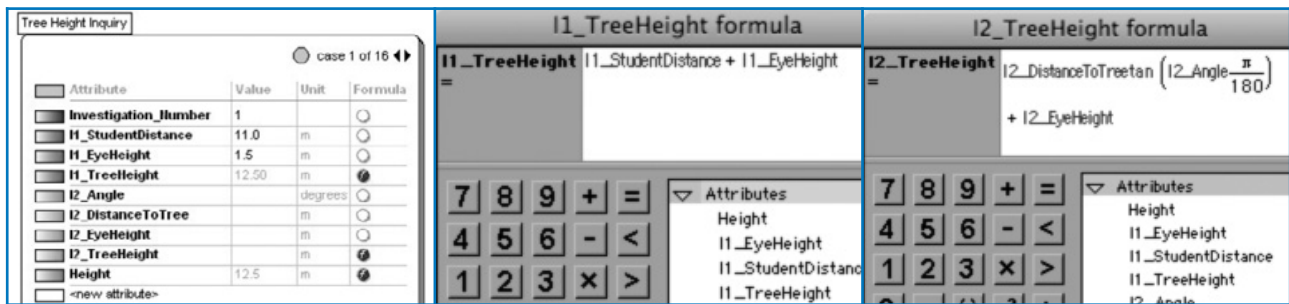 Tree Height Inquiry
case 1 of 16
Attribute Value Unit Formula
Investigation_Number 1
I1_StudentDistance 11.0 m
I1_EyeHeight 1.5 m
I1_TreeHeight 12.50 m
I2_Angle degrees
I2_DistanceToTree m
I2_EyeHeight m
I2_TreeHeight m
Height 12.5 m
<new attribute>
I1_TreeHeight formula
I1_TreeHeight I1_StudentDistance + I1_EyeHeight
=
7 8 9 + =
4 5 6 - <
1 2 3 × >
Attributes
Height
I1_EyeHeight
I1_StudentDistanc
I1_TreeHeight
I2_TreeHeight formula
I2_TreeHeight I2_DistanceToTreetan (I2_Angle π/180)
= + I2_EyeHeight
7 8 9 + =
4 5 6 - <
1 2 3 × >
Attributes
Height
I1_EyeHeight
I1_StudentDistance
I1_TreeHeight
I2_Angle